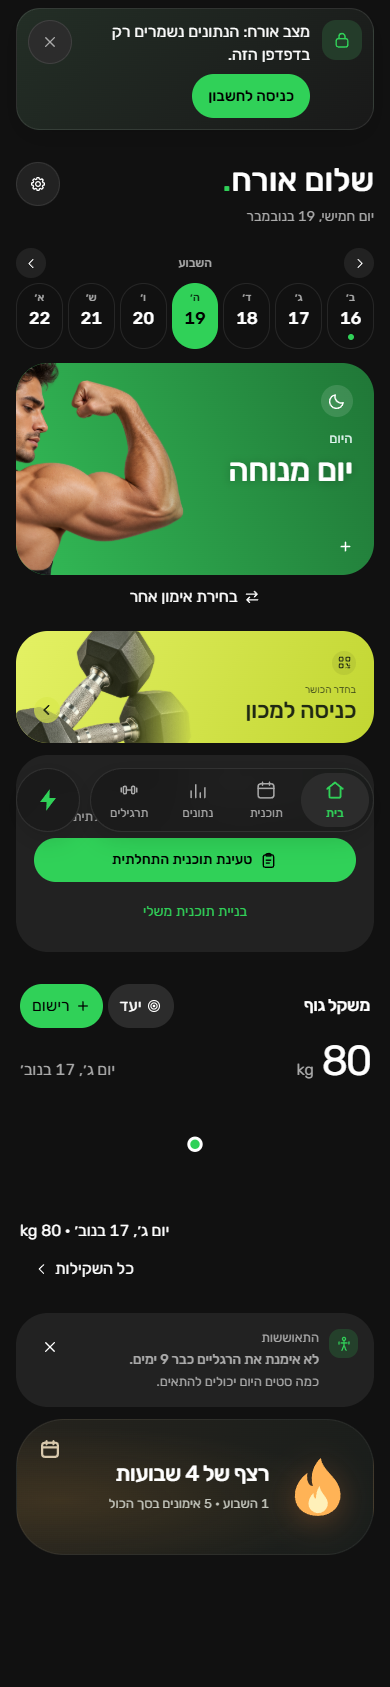 מצב אורח: הנתונים נשמרים רק
בדפדפן הזה.
כניסה לחשבון
שלום אורח.
יום חמישי, 19 בנובמבר
השבוע
ב׳ ג׳ ד׳ ה׳ ו׳ ש׳ א׳
16 17 18 19 20 21 22
היום
יום מנוחה
בחירת אימון אחר
בחדר הכושר
כניסה למכון
בית תוכנית נתונים תרגילים
טעינת תוכנית התחלתית
בניית תוכנית משלי
משקל גוף
יעד
רישום
80 kg
יום ג׳, 17 בנוב׳
יום ג׳, 17 בנוב׳ • 80 kg
כל השקילות
התאוששות
לא אימנת את הרגליים כבר 9 ימים.
כמה סטים היום יכולים להתאים.
רצף של 4 שבועות
1 השבוע • 5 אימונים בסך הכול